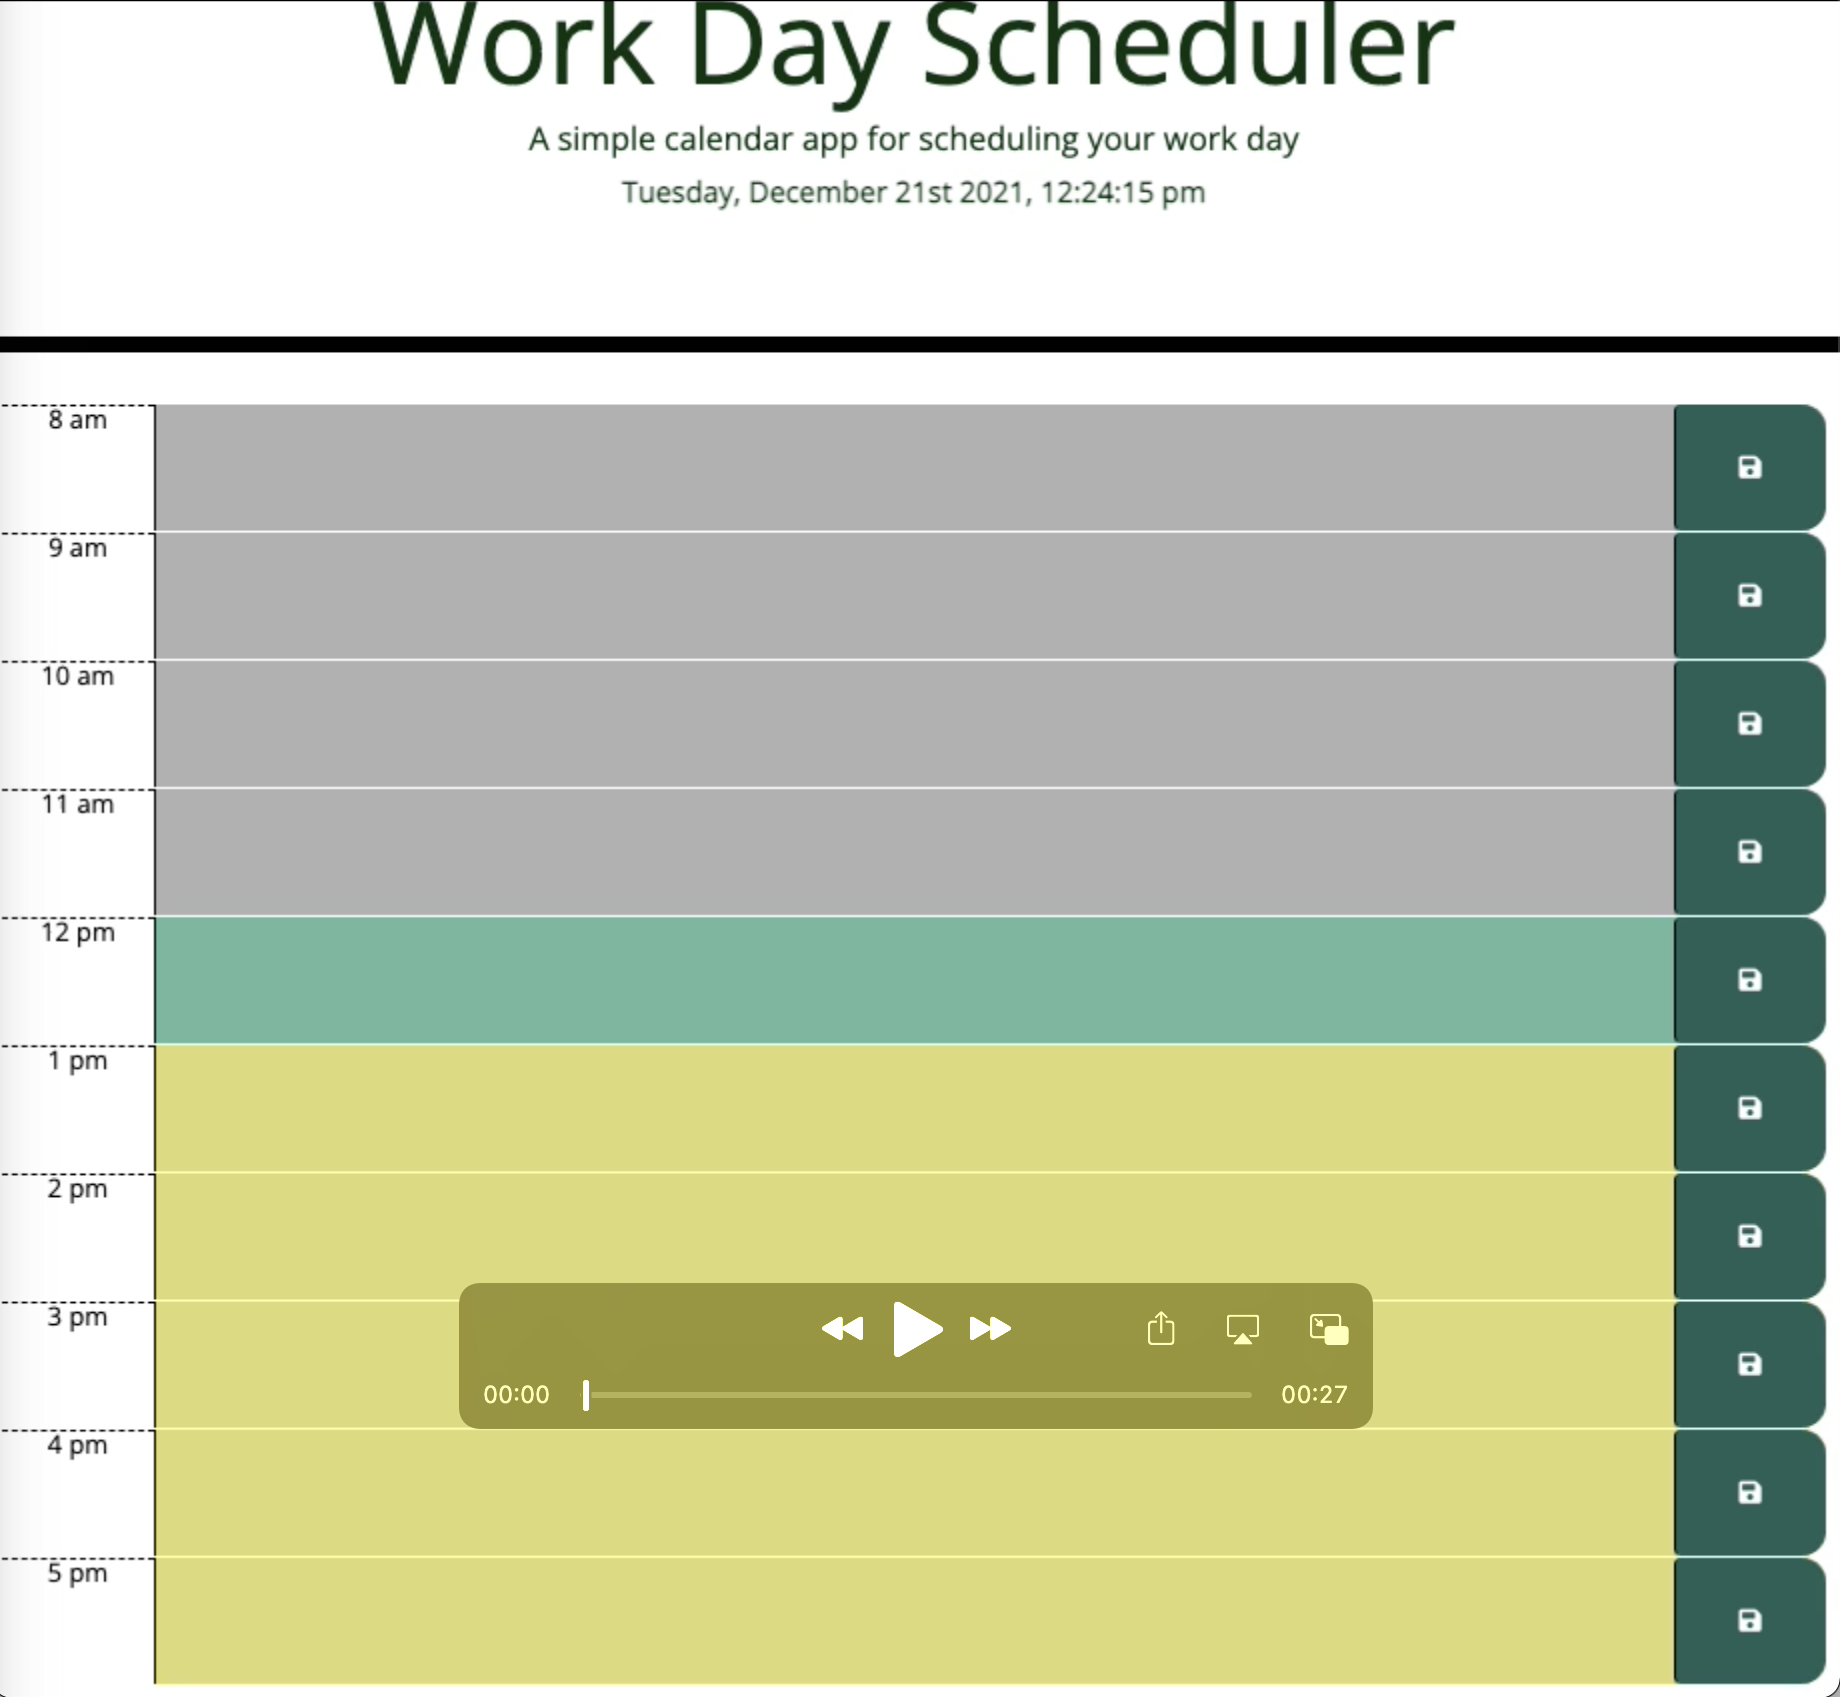 Work Day Scheduler
A simple calendar app for scheduling your work day
Tuesday, December 21st 2021, 12:24:15 pm
8 am
9 am
10 am
11 am
12 pm
1 pm
2 pm
3 pm
00:00 00:27
4 pm
5 pm